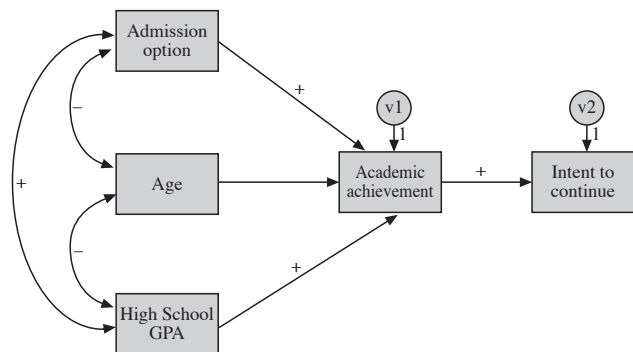 Admission
option
+
v1
v2
−
1
1
+
Age
Academic
achievement
+
Intent to
continue
−
+
High School
GPA